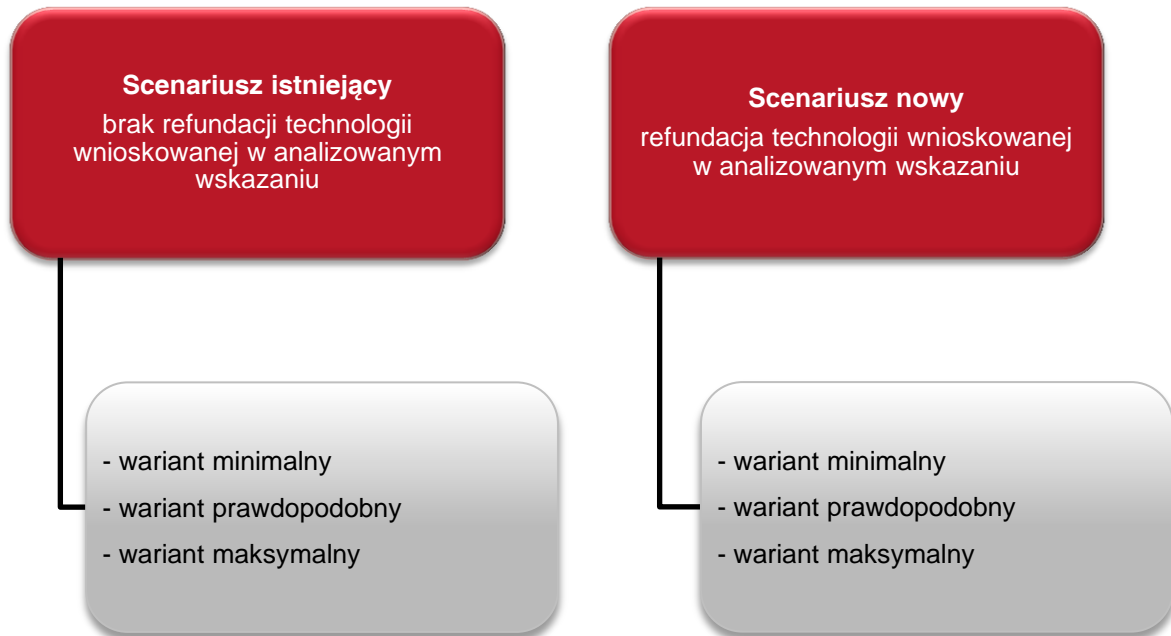 Scenariusz istniejący
brak refundacji technologii
wnioskowanej w analizowanym
wskazaniu
- wariant minimalny
- wariant prawdopodobny
- wariant maksymalny
Scenariusz nowy
refundacja technologii wnioskowanej
w analizowanym wskazaniu
- wariant minimalny
- wariant prawdopodobny
- wariant maksymalny